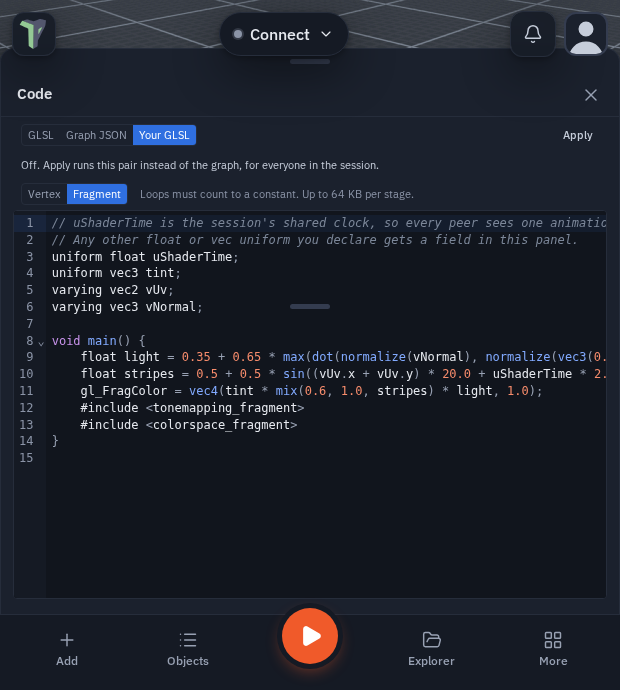 Connect
Code
GLSL Graph JSON Your GLSL Apply
Off. Apply runs this pair instead of the graph, for everyone in the session.
Vertex Fragment Loops must count to a constant. Up to 64 KB per stage.
1 // uShaderTime is the session's shared clock, so every peer sees one animatio
2 // Any other float or vec uniform you declare gets a field in this panel.
3 uniform float uShaderTime;
4 uniform vec3 tint;
5 varying vec2 vUv;
6 varying vec3 vNormal;
7
8 void main() {
9     float light = 0.35 + 0.65 * max(dot(normalize(vNormal), normalize(vec3(0.
10     float stripes = 0.5 + 0.5 * sin((vUv.x + vUv.y) * 20.0 + uShaderTime * 2.
11     gl_FragColor = vec4(tint * mix(0.6, 1.0, stripes) * light, 1.0);
12     #include <tonemapping_fragment>
13     #include <colorspace_fragment>
14 }
15
Add Objects Explorer More